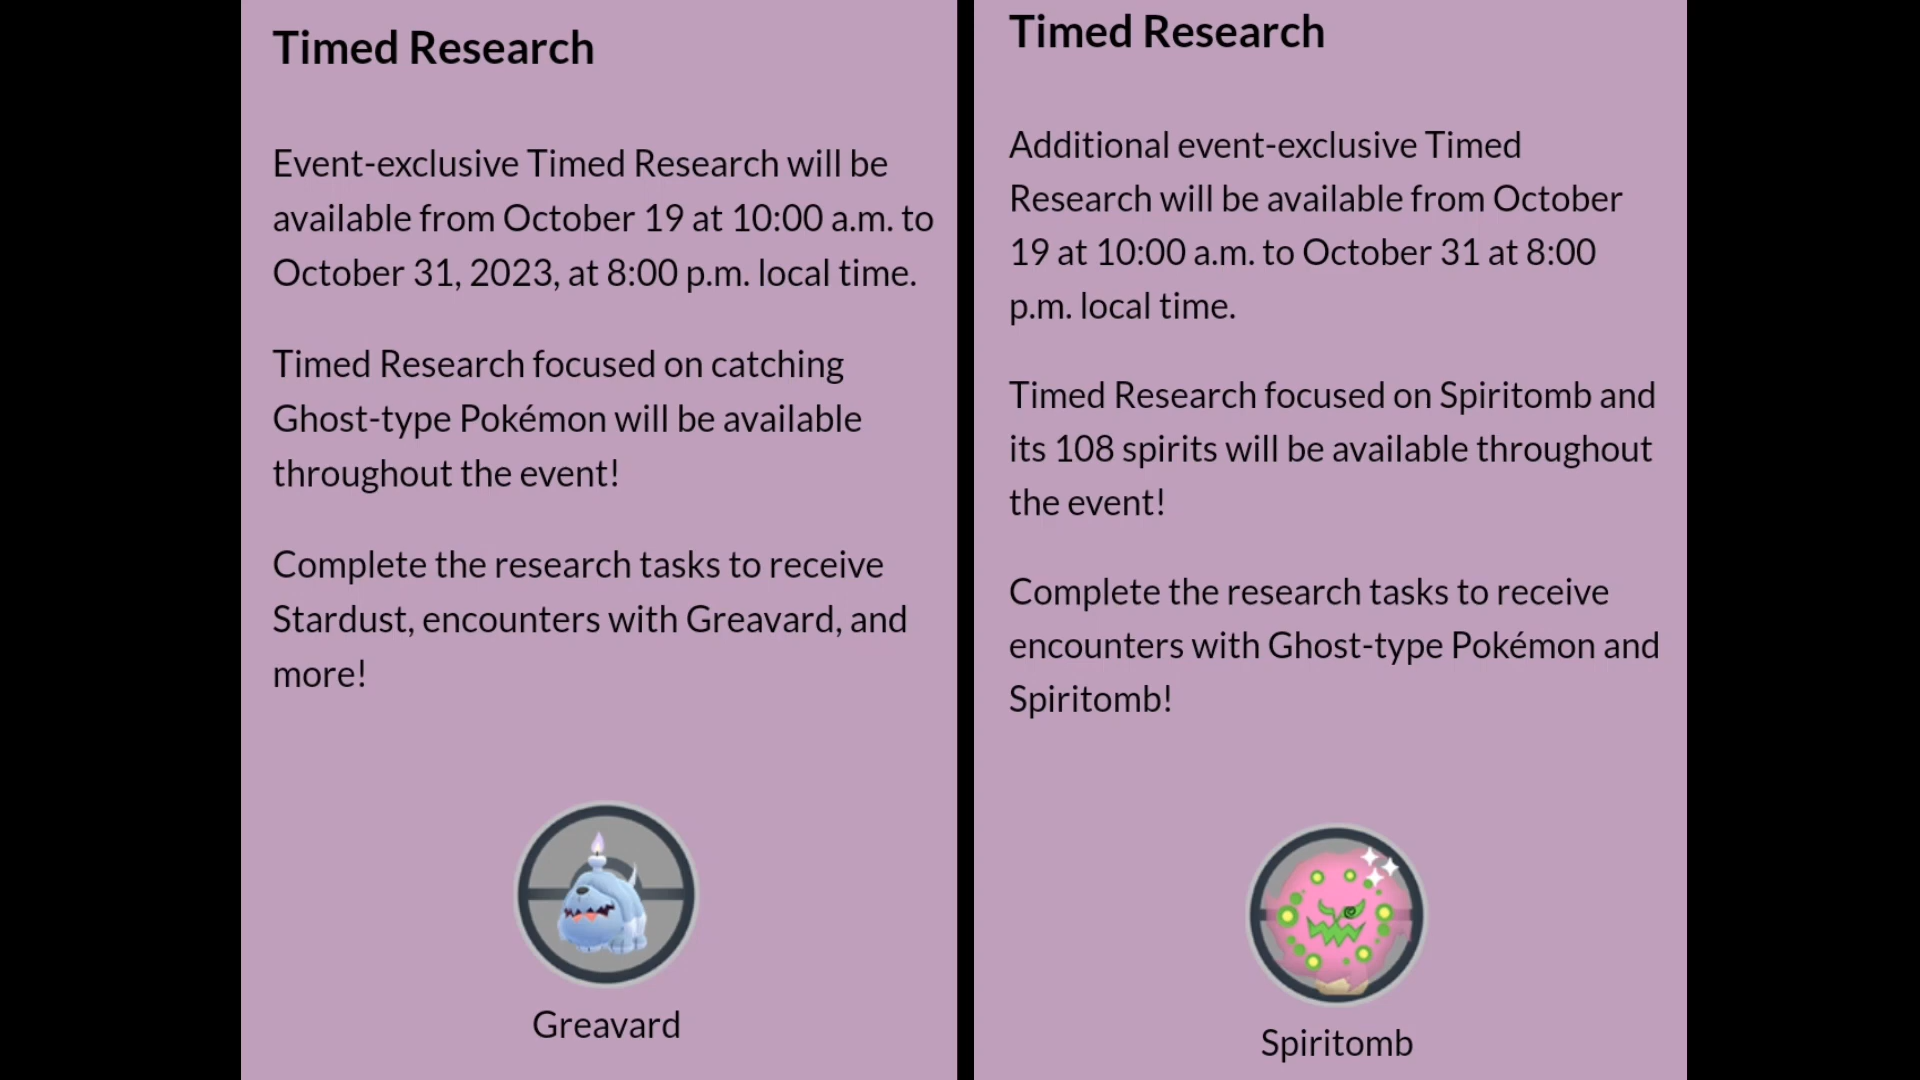 Timed Research
Event-exclusive Timed Research will be
available from October 19 at 10:00 a.m. to
October 31, 2023, at 8:00 p.m. local time.
Timed Research focused on catching
Ghost-type Pokémon will be available
throughout the event!
Complete the research tasks to receive
Stardust, encounters with Greavard, and
more!
Greavard
Timed Research
Additional event-exclusive Timed
Research will be available from October
19 at 10:00 a.m. to October 31 at 8:00
p.m. local time.
Timed Research focused on Spiritomb and
its 108 spirits will be available throughout
the event!
Complete the research tasks to receive
encounters with Ghost-type Pokémon and
Spiritomb!
Spiritomb